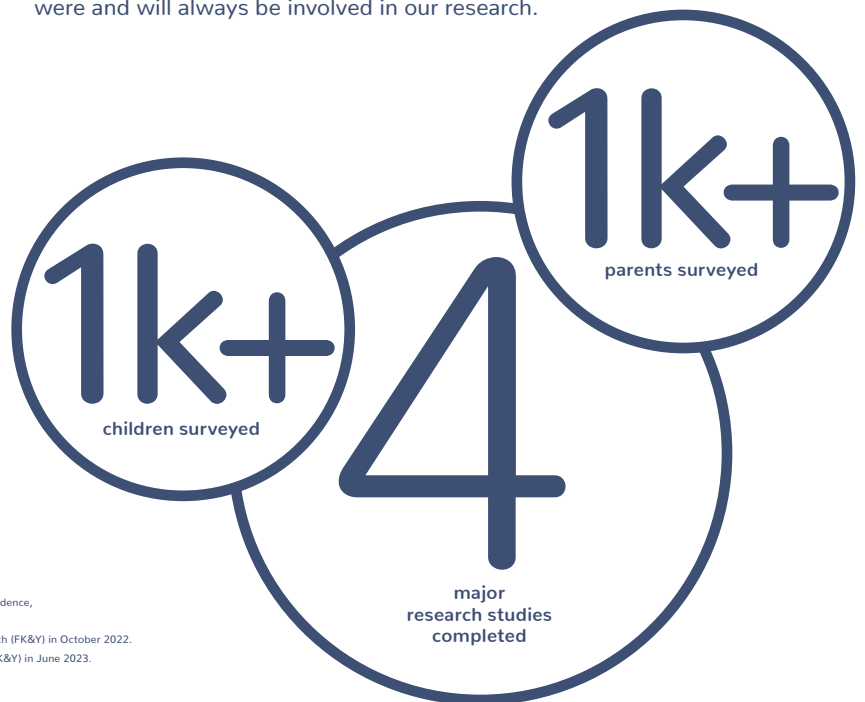 were and will always be involved in our research.
1k+
parents surveyed
1k+
children surveyed
4
major
research studies
completed
(FK&Y) in October 2022.
in June 2023.